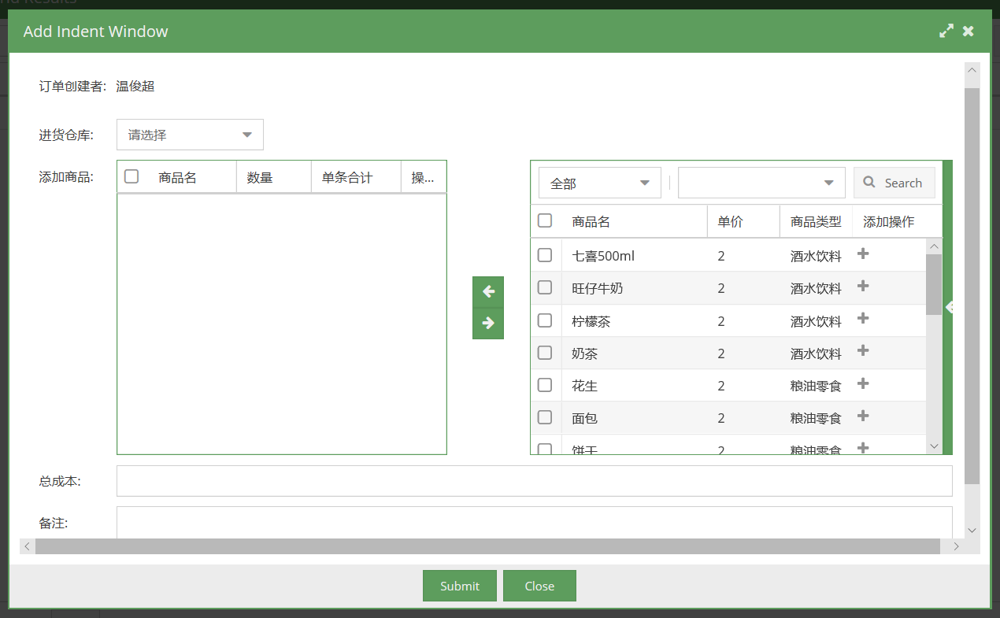 Add Indent Window
订单创建者: 温俊超
进货仓库: 请选择
添加商品:
商品名 数量 单条合计 操...
全部 Search
商品名 单价 商品类型 添加操作
七喜500ml 2 酒水饮料
旺仔牛奶 2 酒水饮料
柠檬茶 2 酒水饮料
奶茶 2 酒水饮料
花生 2 粮油零食
面包 2 粮油零食
饼干 2 粮油零食
总成本:
备注:
Submit Close